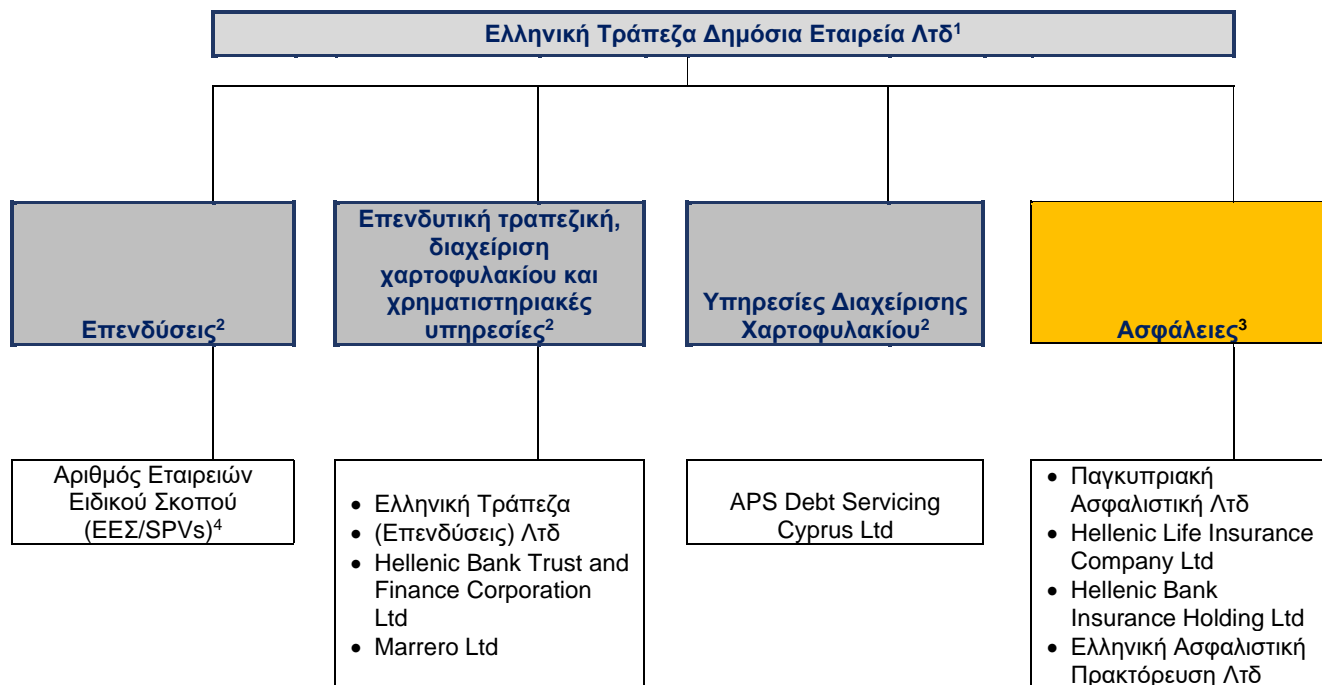 Ελληνική Τράπεζα Δημόσια Εταιρεία Λτδ¹
Επενδύσεις²
Επενδυτική τραπεζική,
διαχείριση
χαρτοφυλακίου και
χρηματιστηριακές
υπηρεσίες²
Υπηρεσίες Διαχείρισης
Χαρτοφυλακίου²
Ασφάλειες³
Αριθμός Εταιρειών
Ειδικού Σκοπού
(ΕΕΣ/SPVs)⁴
• Ελληνική Τράπεζα
• (Επενδύσεις) Λτδ
• Hellenic Bank Trust and
Finance Corporation
Ltd
• Marrero Ltd
APS Debt Servicing
Cyprus Ltd
• Παγκυπριακή
Ασφαλιστική Λτδ
• Hellenic Life Insurance
Company Ltd
• Hellenic Bank
Insurance Holding Ltd
• Ελληνική Ασφαλιστική
Πρακτόρευση Λτδ